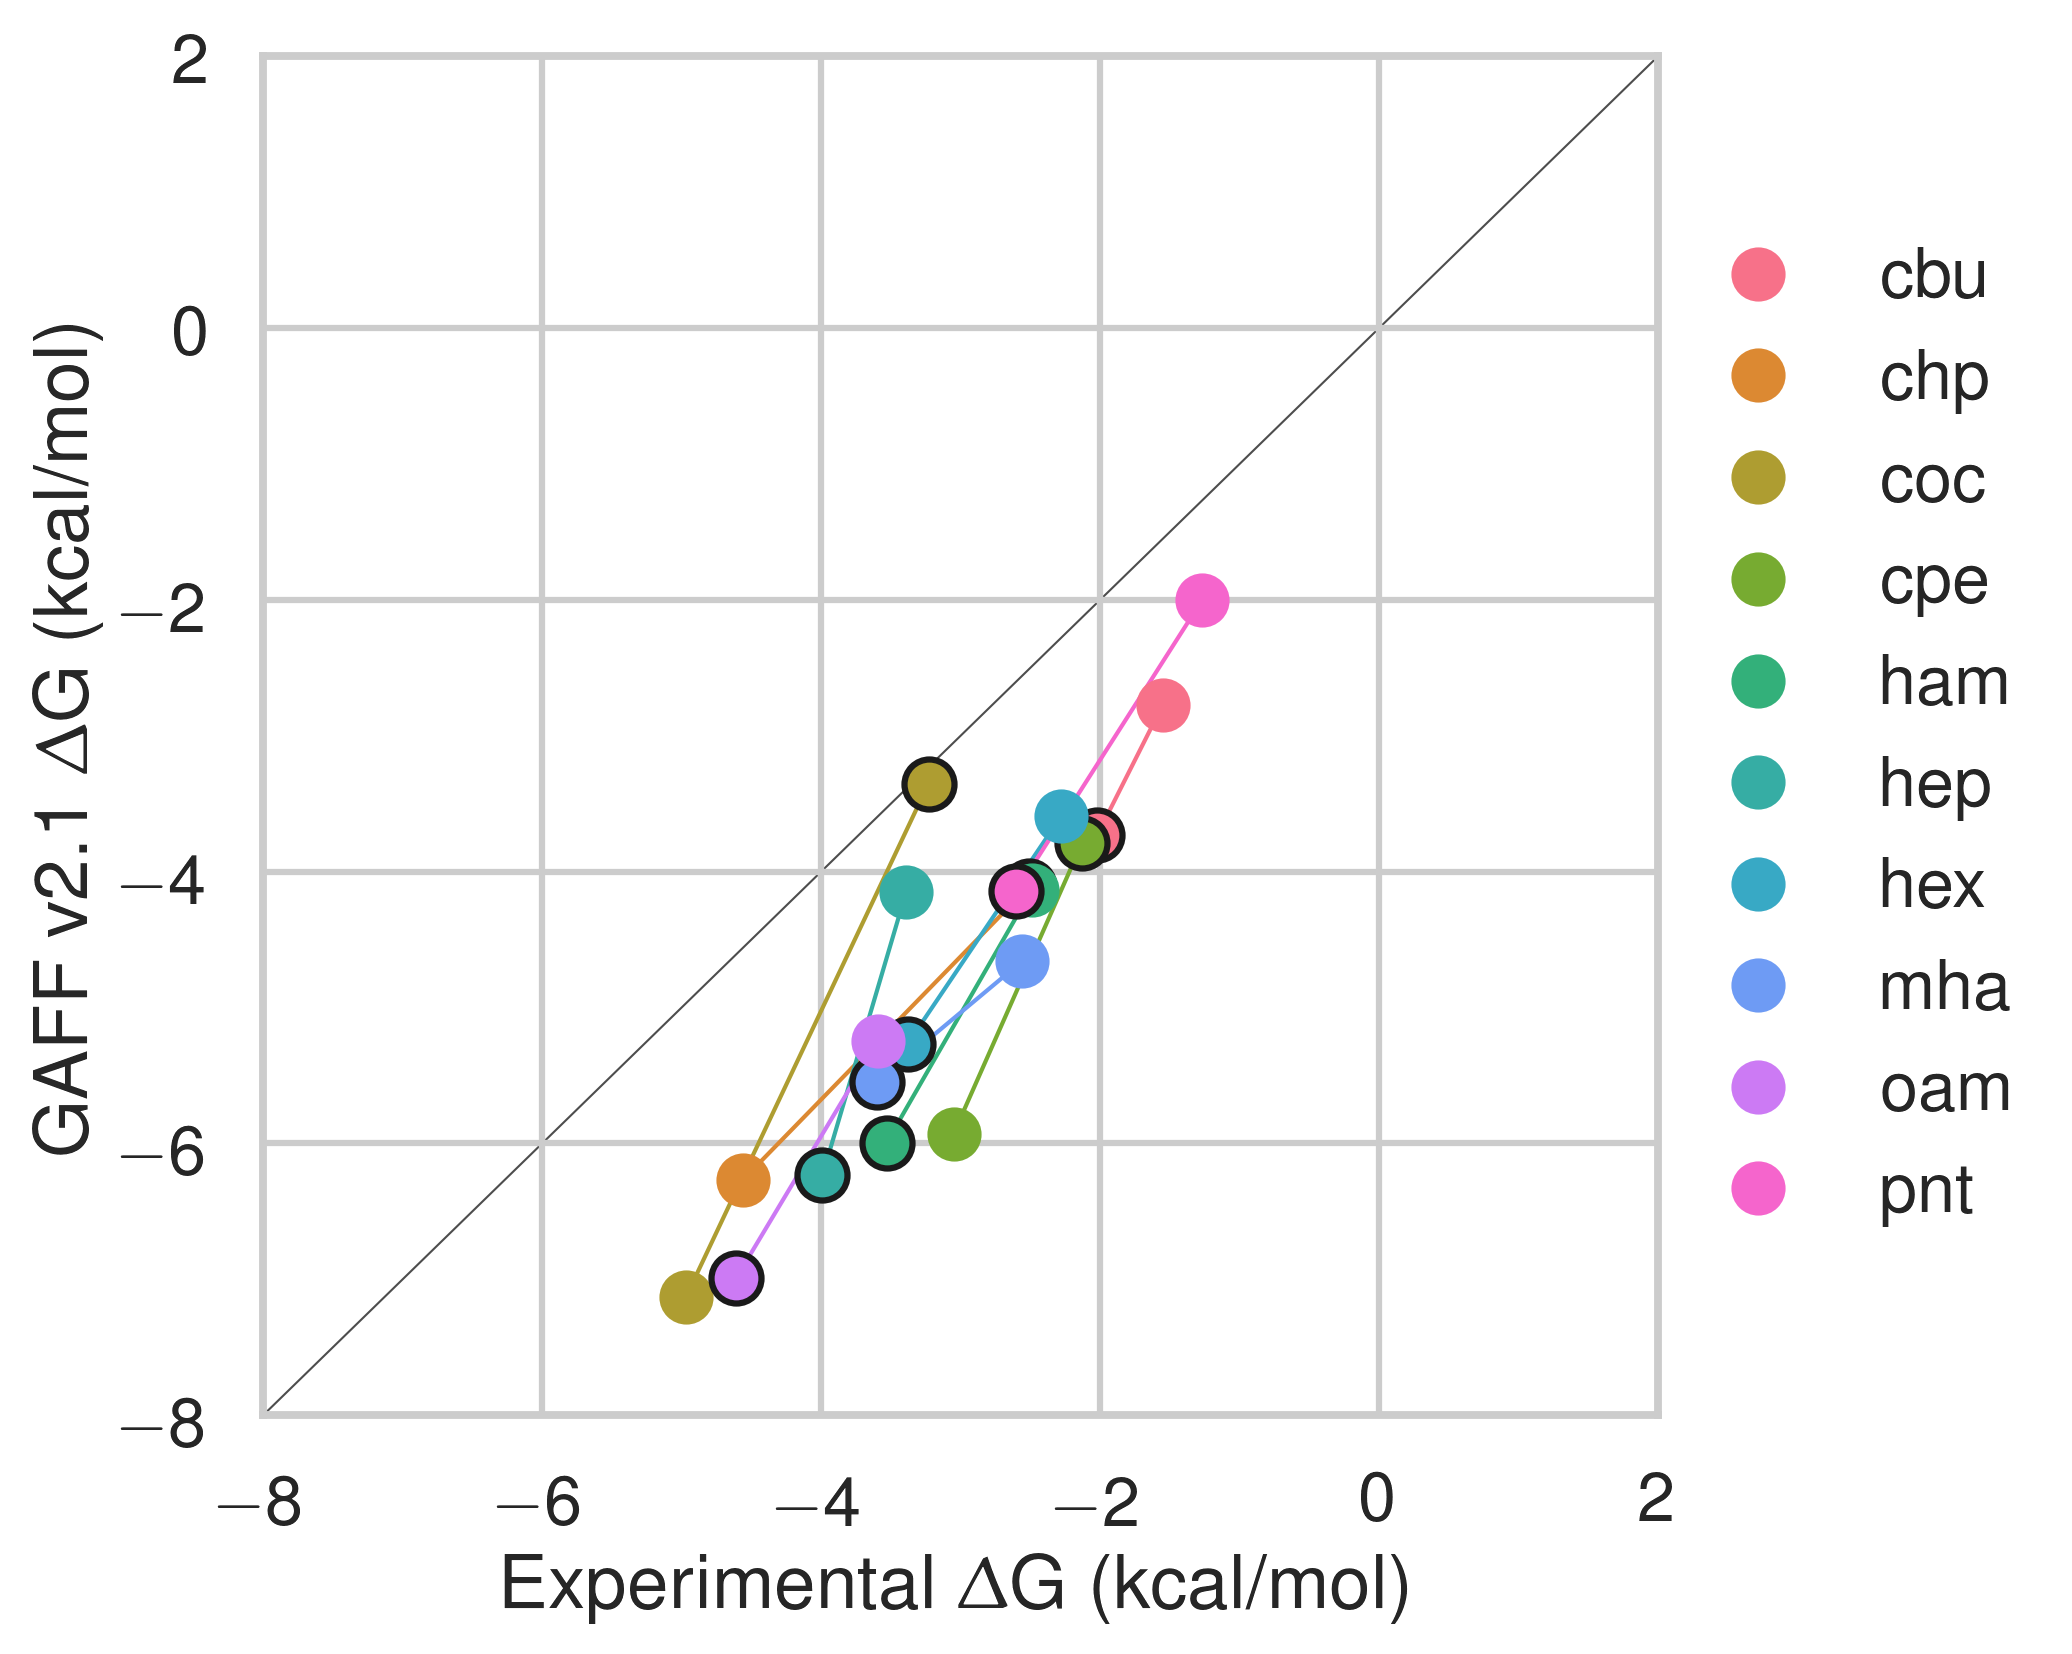 2
0
−2
−4
−6
−8
GAFF v2.1 ΔG (kcal/mol)
−8 −6 −4 −2 0 2
Experimental ΔG (kcal/mol)
cbu
chp
coc
cpe
ham
hep
hex
mha
oam
pnt